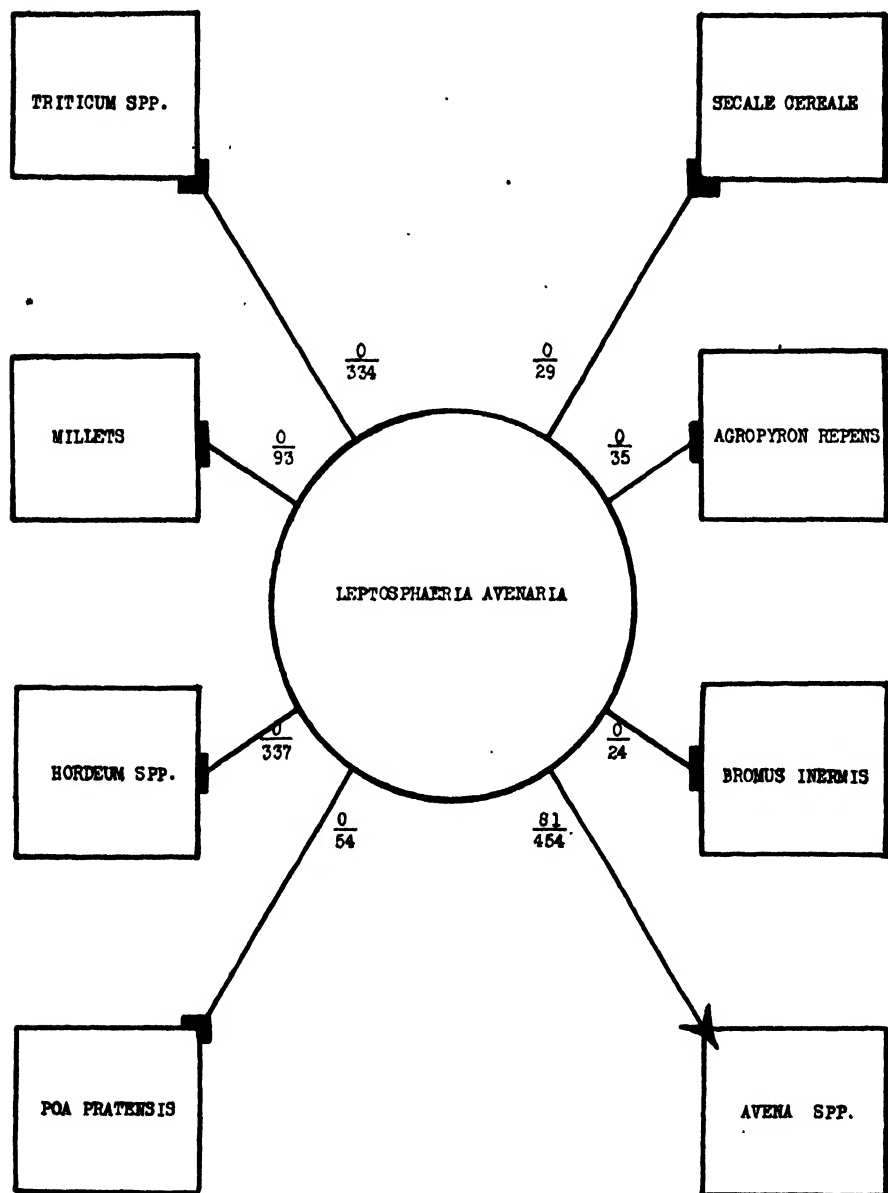 TRITICUM SPP.
SECALE CEREALE
0
334
0
29
MILLETS
0
93
0
35
AGROPYRON REPENS
LEPTOSPHAERIA AVENARIA
HORDEUM SPP.
0
337
0
24
BROMUS INERMIS
0
54
81
454
POA PRATENSIS
AVENA SPP.